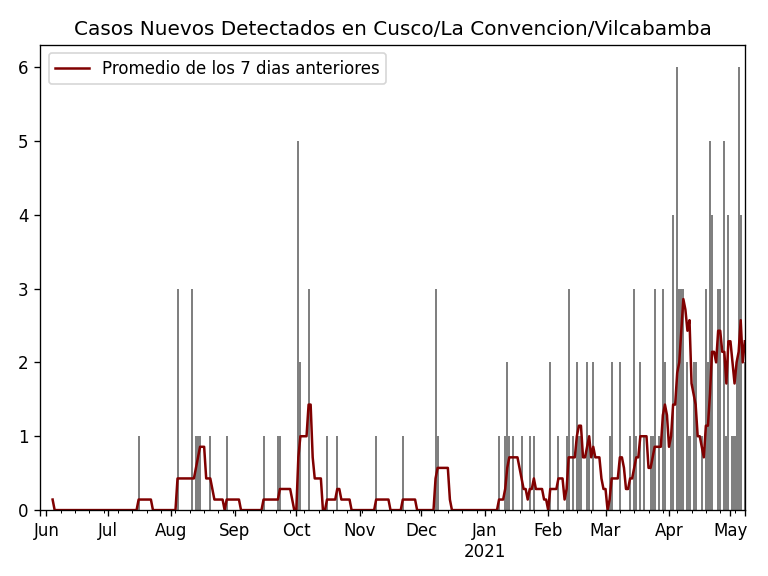 Casos Nuevos Detectados en Cusco/La Convencion/Vilcabamba
Promedio de los 7 dias anteriores
6
5
4
3
2
1
0
Jun Jul Aug Sep Oct Nov Dec Jan Feb Mar Apr May
2021